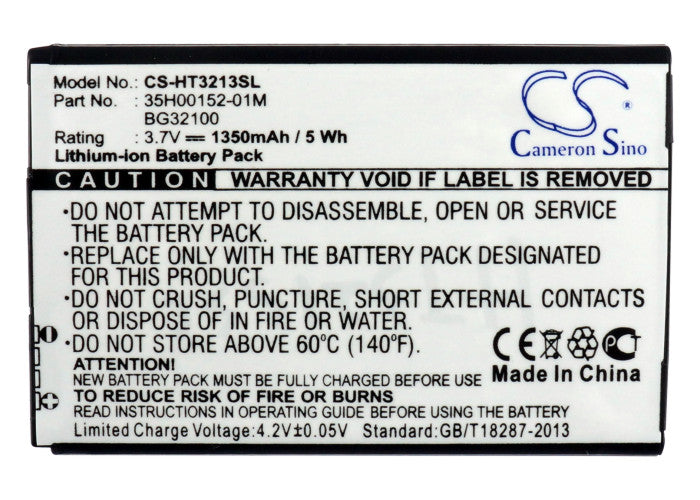 Model No.: CS-HT3213SL
Part No.: 35H00152-01M
BG32100
Rating: 3.7V 1350mAh / 5 Wh
Lithium-ion Battery Pack
CS
Cameron Sino
CAUTION WARRANTY VOID IF LABEL IS REMOVED
•DO NOT ATTEMPT TO DISASSEMBLE, OPEN OR SERVICE
THE BATTERY PACK.
•REPLACE ONLY WITH THE BATTERY PACK DESIGNATED
FOR THIS PRODUCT.
•DO NOT CRUSH, PUNCTURE, SHORT EXTERNAL CONTACTS
OR DISPOSE OF IN FIRE OR WATER.
•DO NOT STORE ABOVE 60°C (140°F).
CE
Made In China
ATTENTION!
NEW BATTERY PACK MUST BE FULLY CHARGED BEFORE USE
TO REDUCE RISK OF FIRE OR BURNS
READ INSTRUCTIONS IN OPERATING GUIDE BEFORE USING
Limited Charge Voltage:4.2V±0.05V Standard:GB/T18287-2013